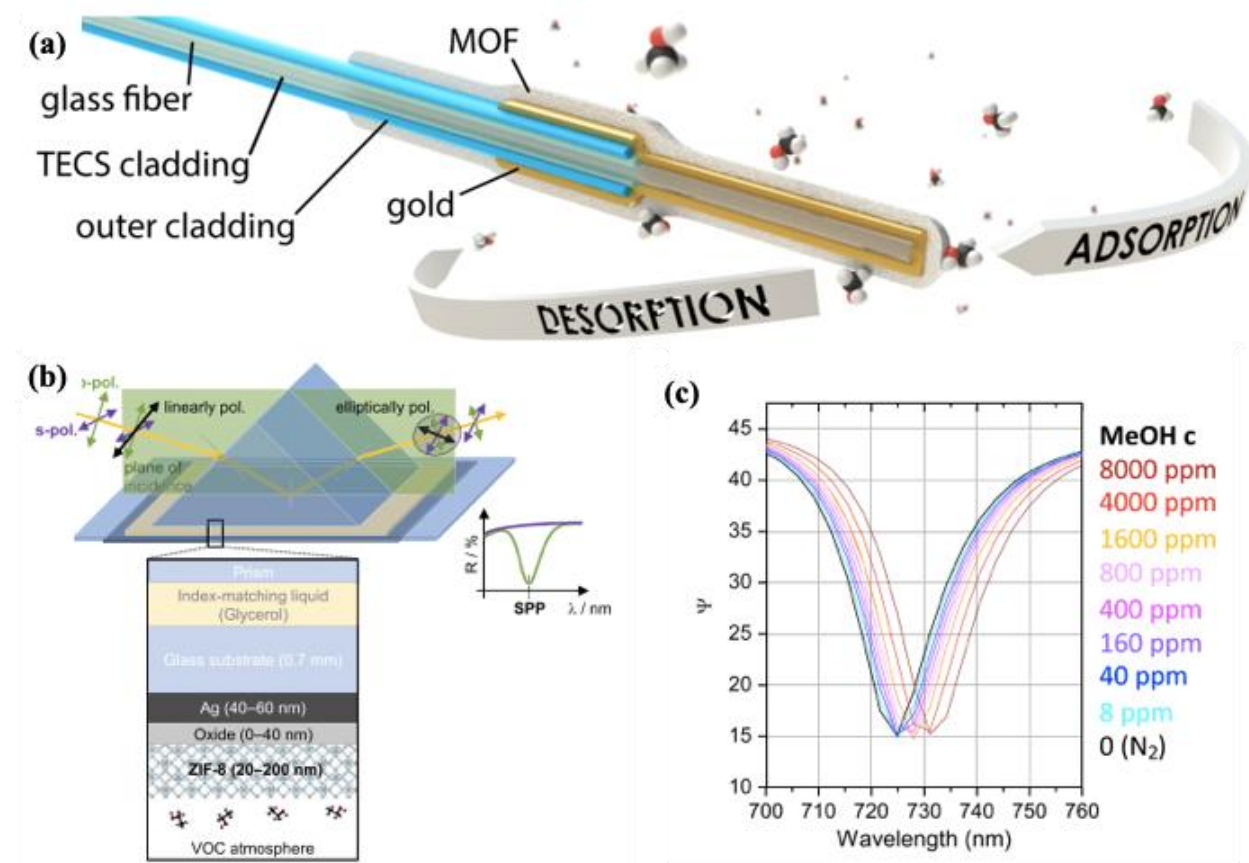 (a)
MOF
glass fiber
TECS cladding
outer cladding
gold
ADSORPTION
DESORPTION
(b)
-pol.
linearly pol.
elliptically pol.
s-pol.
plane of
incidence
R / %
SPP
λ / nm
Prism
Index-matching liquid
(Glycerol)
Glass substrate (0.7 mm)
Ag (40–60 nm)
Oxide (0–40 nm)
ZIF-8 (20–200 nm)
VOC atmosphere
(c)
45
40
35
30
25
20
15
10
Ψ
700 710 720 730 740 750 760
Wavelength (nm)
MeOH c
8000 ppm
4000 ppm
1600 ppm
800 ppm
400 ppm
160 ppm
40 ppm
8 ppm
0 (N₂)